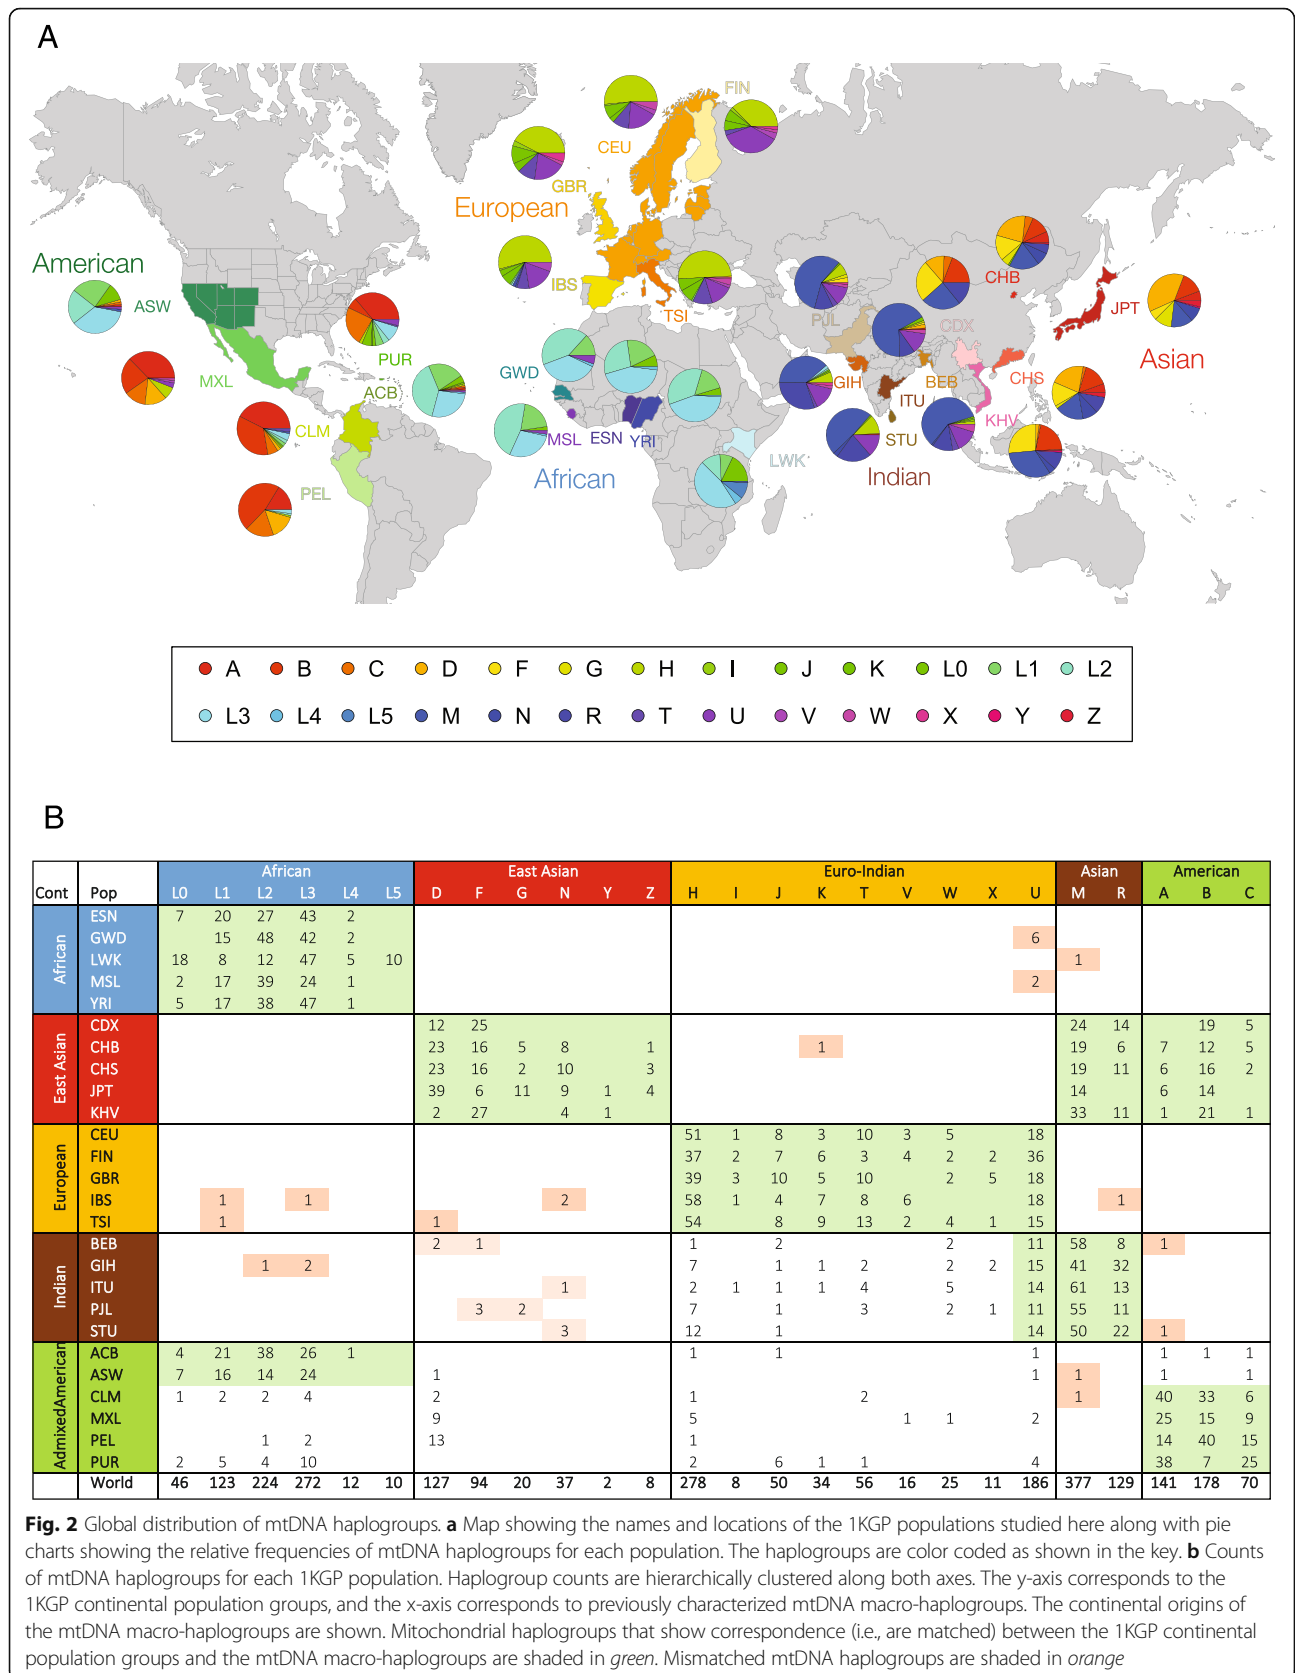 A
FIN
CEU
GBR
European
American
ASW
IBS
TSI
CHB
JPT
PJL
CDX
Asian
PUR
MXL
ACB
GWD
GIH
BEB
CHS
ITU
CLM
MSL
ESN
YRI
STU
KHV
LWK
African
Indian
PEL
A B C D F G H I J K L0 L1 L2
L3 L4 L5 M N R T U V W X Y Z
B
African East Asian Euro-Indian Asian American
Cont Pop L0 L1 L2 L3 L4 L5 D F G N Y Z H I J K T V W X U M R A B C
African
ESN 7 20 27 43 2
GWD 15 48 42 2 6
LWK 18 8 12 47 5 10 1
MSL 2 17 39 24 1 2
YRI 5 17 38 47 1
East Asian
CDX 12 25 24 14 19 5
CHB 23 16 5 8 1 1 19 6 7 12 5
CHS 23 16 2 10 3 19 11 6 16 2
JPT 39 6 11 9 1 4 14 6 14
KHV 2 27 4 1 33 11 1 21 1
European
CEU 51 1 8 3 10 3 5 18
FIN 37 2 7 6 3 4 2 2 36
GBR 39 3 10 5 10 2 5 18
IBS 1 1 2 58 1 4 7 8 6 18 1
TSI 1 1 54 8 9 13 2 4 1 15
Indian
BEB 2 1 1 2 2 11 58 8 1
GIH 1 2 7 1 1 2 2 2 15 41 32
ITU 1 2 1 1 1 4 5 14 61 13
PJL 3 2 7 1 3 2 1 11 55 11
STU 3 12 1 14 50 22 1
AdmixedAmerican
ACB 4 21 38 26 1 1 1 1 1 1 1
ASW 7 16 14 24 1 1 1 1 1
CLM 1 2 2 4 2 1 2 1 40 33 6
MXL 9 5 1 1 2 25 15 9
PEL 1 2 13 1 14 40 15
PUR 2 5 4 10 2 6 1 1 4 38 7 25
World 46 123 224 272 12 10 127 94 20 37 2 8 278 8 50 34 56 16 25 11 186 377 129 141 178 70
Fig. 2 Global distribution of mtDNA haplogroups. a Map showing the names and locations of the 1KGP populations studied here along with pie
charts showing the relative frequencies of mtDNA haplogroups for each population. The haplogroups are color coded as shown in the key. b Counts
of mtDNA haplogroups for each 1KGP population. Haplogroup counts are hierarchically clustered along both axes. The y-axis corresponds to the
1KGP continental population groups, and the x-axis corresponds to previously characterized mtDNA macro-haplogroups. The continental origins of
the mtDNA macro-haplogroups are shown. Mitochondrial haplogroups that show correspondence (i.e., are matched) between the 1KGP continental
population groups and the mtDNA macro-haplogroups are shaded in green. Mismatched mtDNA haplogroups are shaded in orange